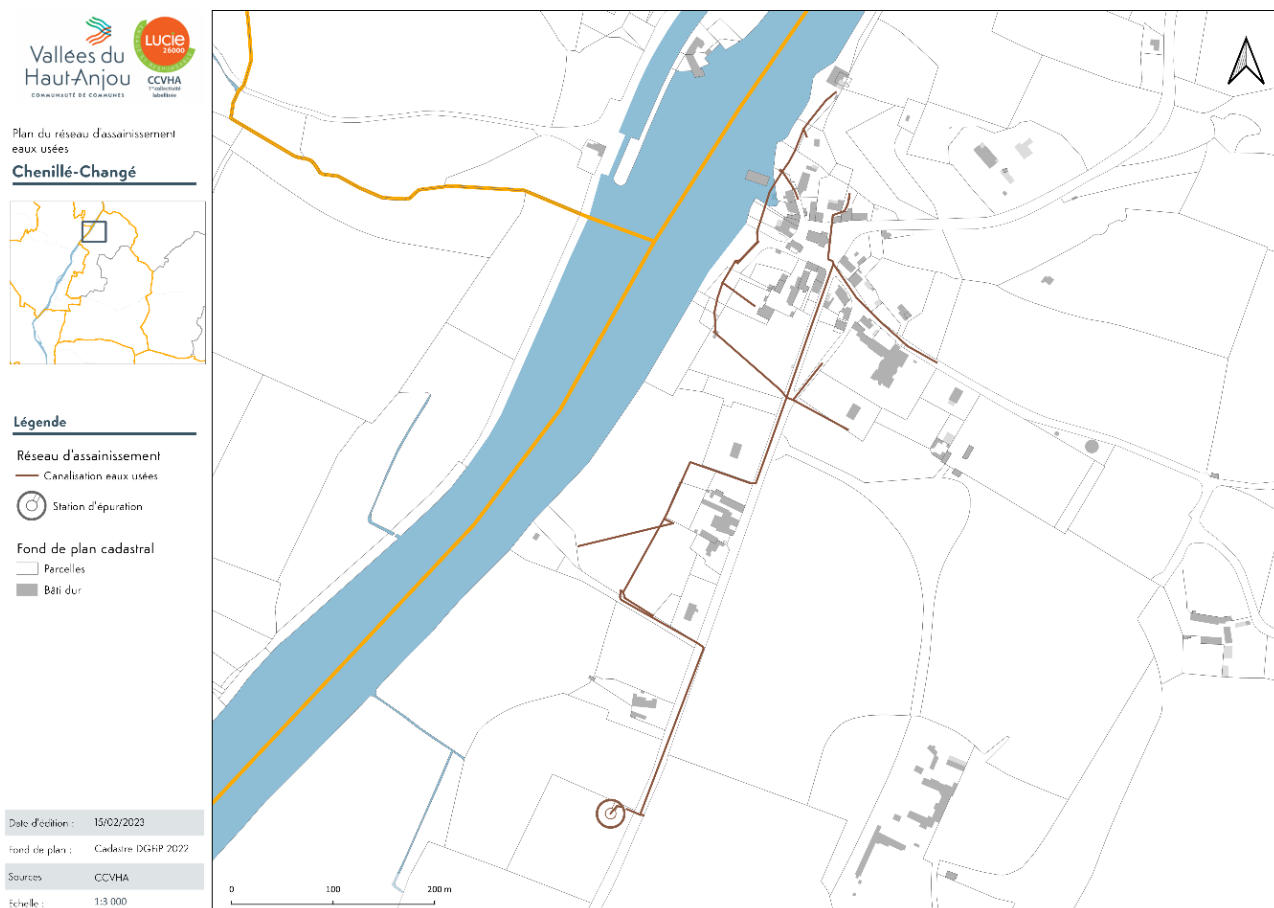 Vallées du
Haut-Anjou
COMMUNAUTÉ DE COMMUNES
LUCIE
26000
CCVHA
1ère collectivité
labellisée
Plan du réseau d'assainissement
eaux usées
Chenillé-Changé
Légende
Réseau d'assainissement
Canalisation eaux usées
Station d'épuration
Fond de plan cadastral
Parcelles
Bâti dur
Date d'édition : 15/02/2023
Fond de plan : Cadastre DGFiP 2022
Sources CCVHA
Echelle : 1:3 000
0 100 200 m